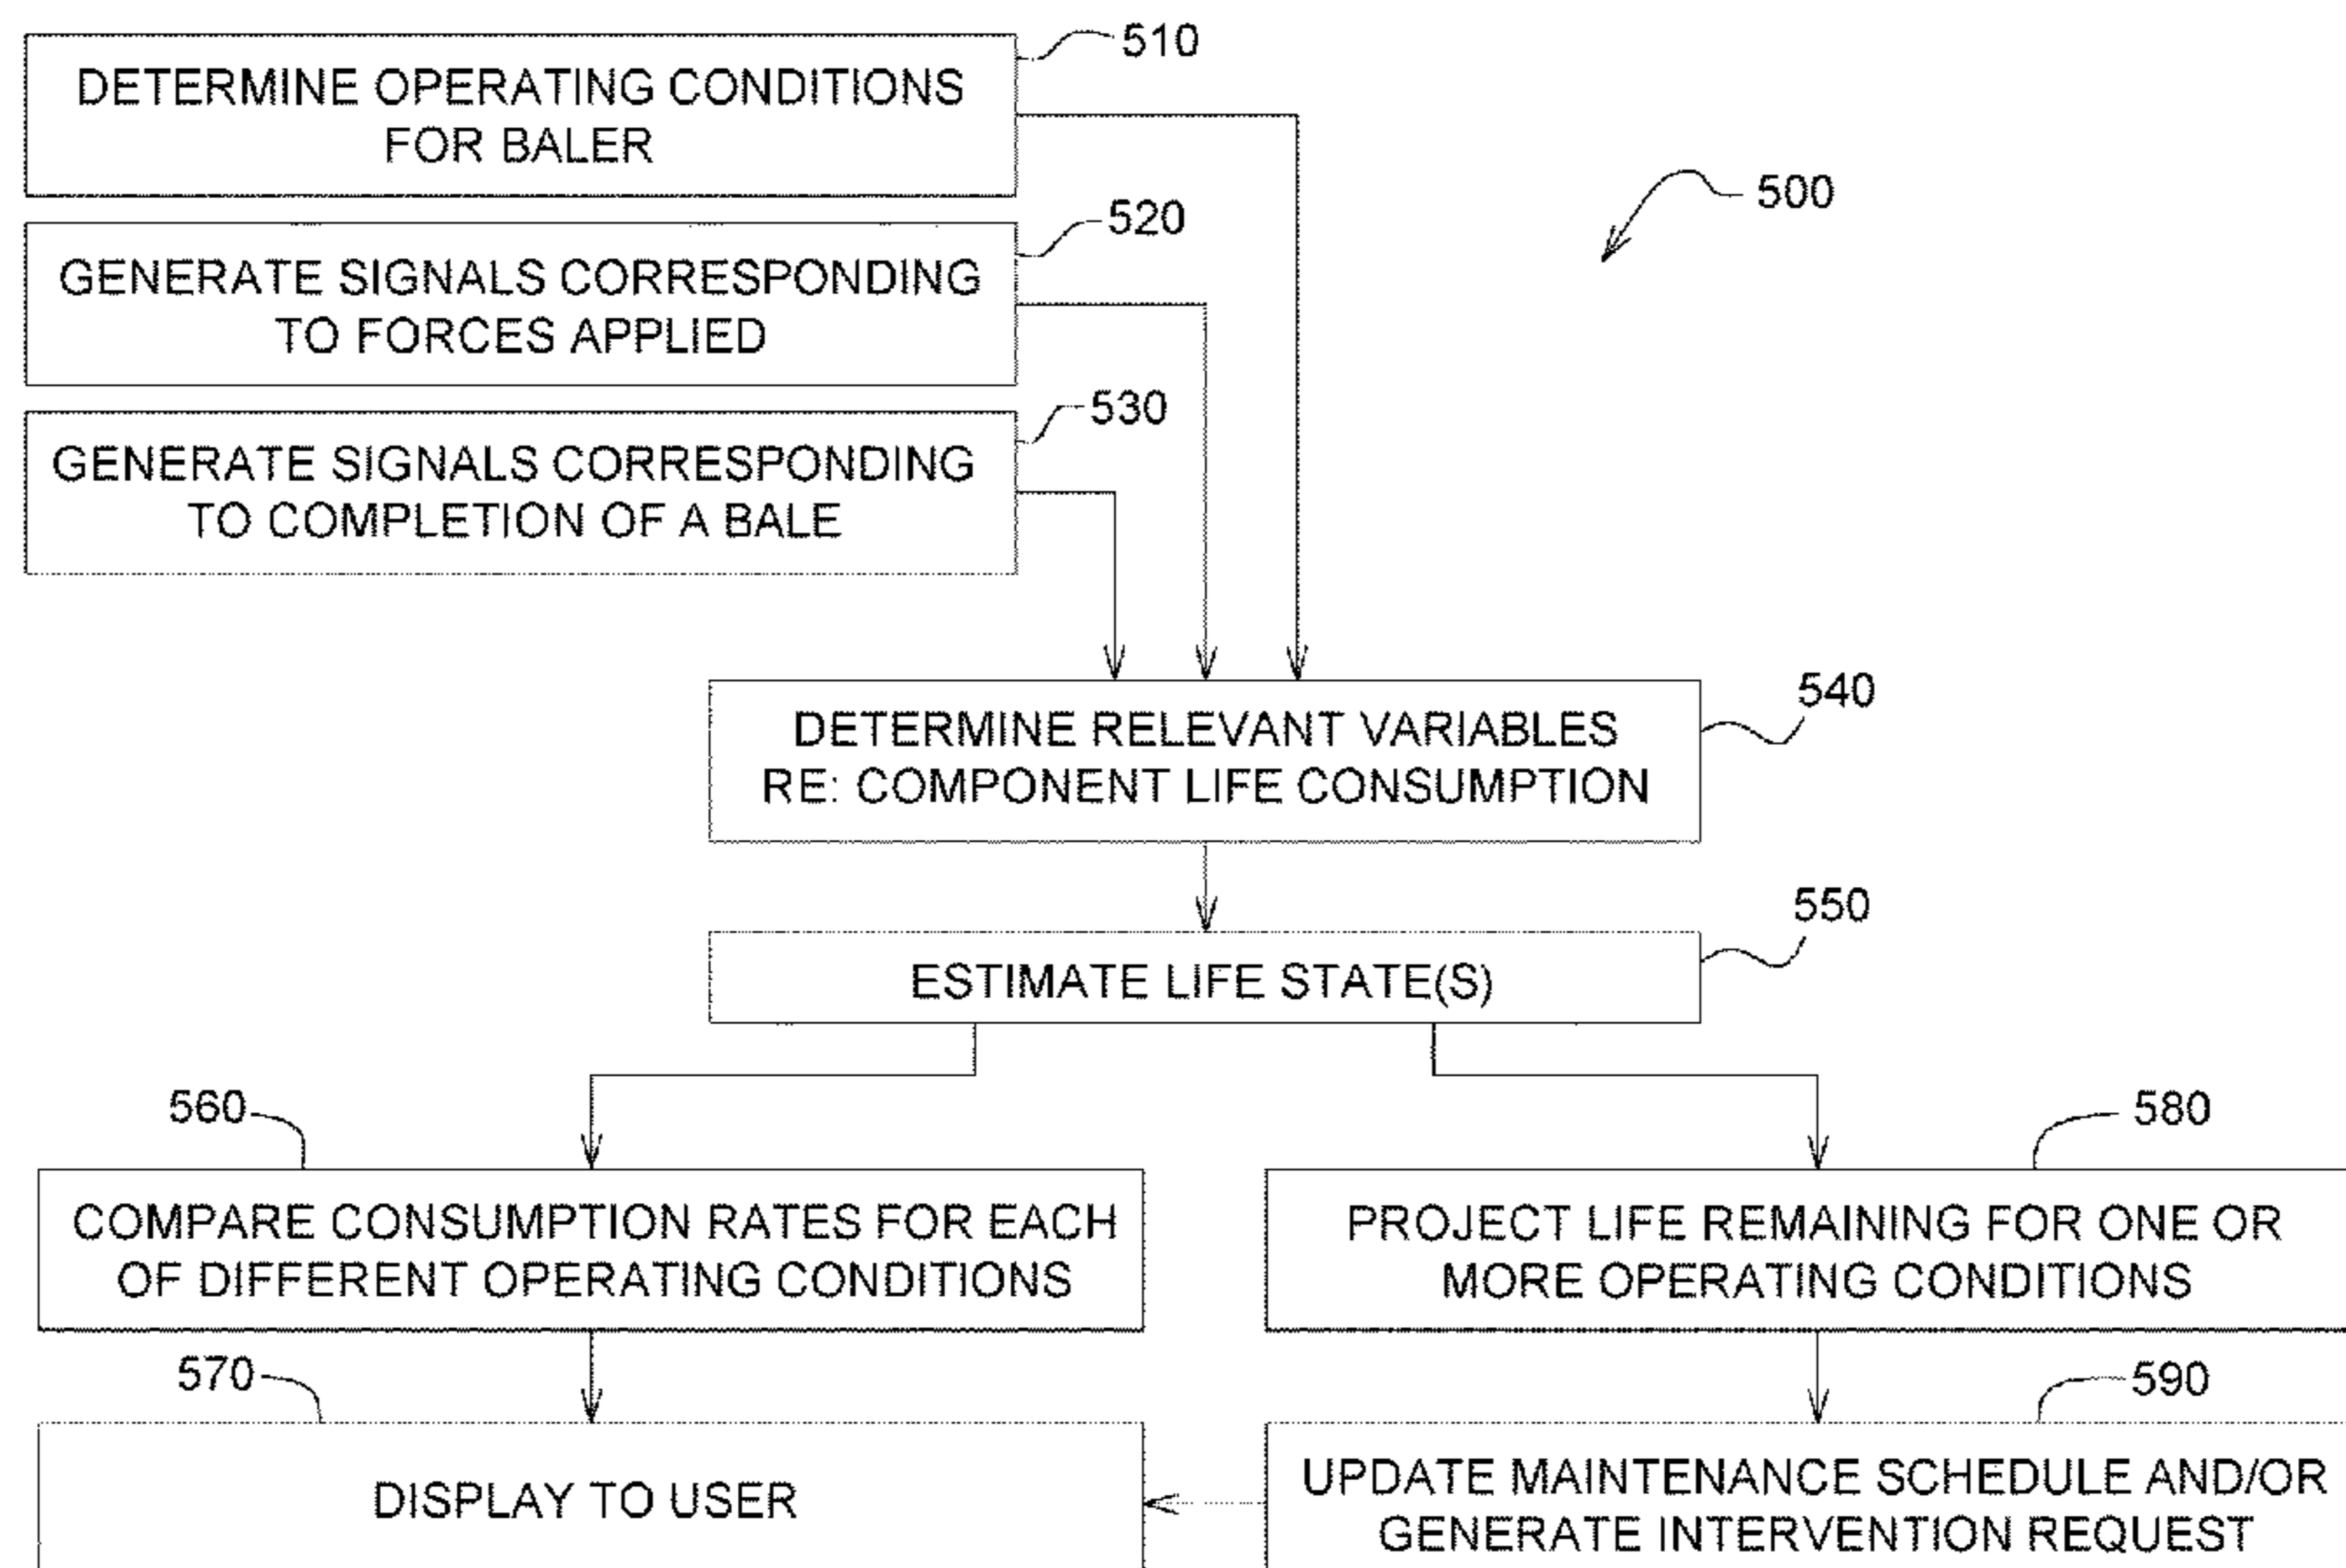 510
DETERMINE OPERATING CONDITIONS
FOR BALER
500
520
GENERATE SIGNALS CORRESPONDING
TO FORCES APPLIED
530
GENERATE SIGNALS CORRESPONDING
TO COMPLETION OF A BALE
540
DETERMINE RELEVANT VARIABLES
RE: COMPONENT LIFE CONSUMPTION
550
ESTIMATE LIFE STATE(S)
560
COMPARE CONSUMPTION RATES FOR EACH
OF DIFFERENT OPERATING CONDITIONS
580
PROJECT LIFE REMAINING FOR ONE OR
MORE OPERATING CONDITIONS
570
DISPLAY TO USER
590
UPDATE MAINTENANCE SCHEDULE AND/OR
GENERATE INTERVENTION REQUEST